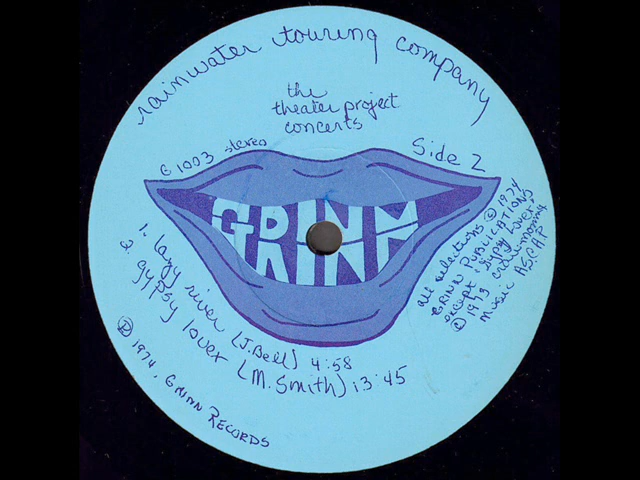 rainwater touring company
the
theater project
concerts
G 1003 stereo
Side 2
GRINN
1. lazy river (J. Bell) 4:58
2. gypsy lover (M. Smith) 13:45
all selections © 1974
GRINN PUBLICATIONS
except "gypsy lover,"
© 1973 crawmomma
music ASCAP
Ⓟ 1974, GRINN RECORDS